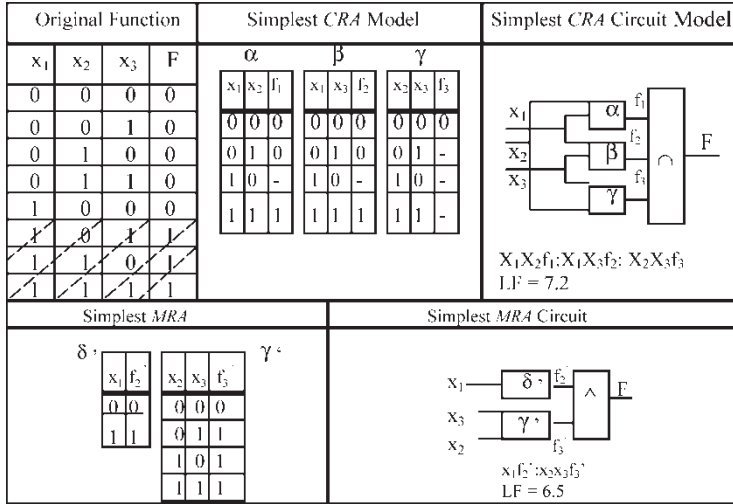 Original Function
Simplest CRA Model
Simplest CRA Circuit Model
α β γ
x₁ x₂ x₃ F
0 0 0 0
0 0 1 0
0 1 0 0
0 1 1 0
1 0 0 0
1 0 1 1
1 1 0 1
1 1 1 1
x₁ x₂ f₁
0 0 0
0 1 0
1 0 -
1 1 1
x₁ x₃ f₂
0 0 0
0 1 0
1 0 -
1 1 1
x₂ x₃ f₃
0 0 0
0 1 -
1 0 -
1 1 -
x₁
x₂
x₃
α f₁
β f₂
γ f₃
∩ F
X₁X₂f₁:X₁X₃f₂: X₂X₃f₃
LF = 7.2
Simplest MRA
Simplest MRA Circuit
δ' γ'
x₁ f₂'
0 0
1 1
x₂ x₃ f₃'
0 0 0
0 1 1
1 0 1
1 1 1
x₁ δ' f₂'
x₃ γ'
x₂ f₃'
∧ F
x₁f₂':x₂x₃f₃'
LF = 6.5